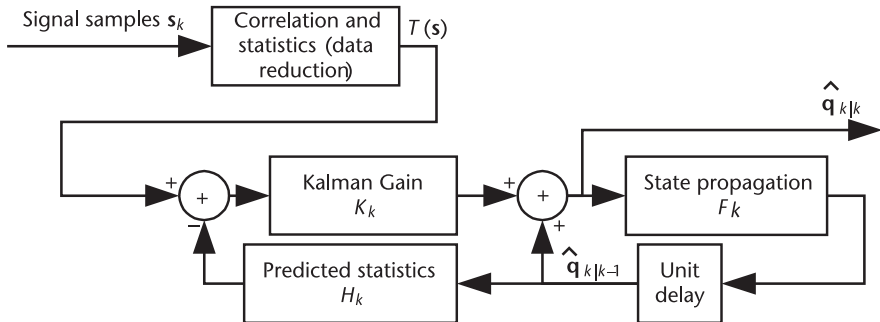 Signal samples s_k
Correlation and
statistics (data
reduction)
T(s)
q̂ k|k
+
+
Kalman Gain
K_k
+
+
State propagation
F_k
−
+
Predicted statistics
H_k
q̂ k|k−1
Unit
delay